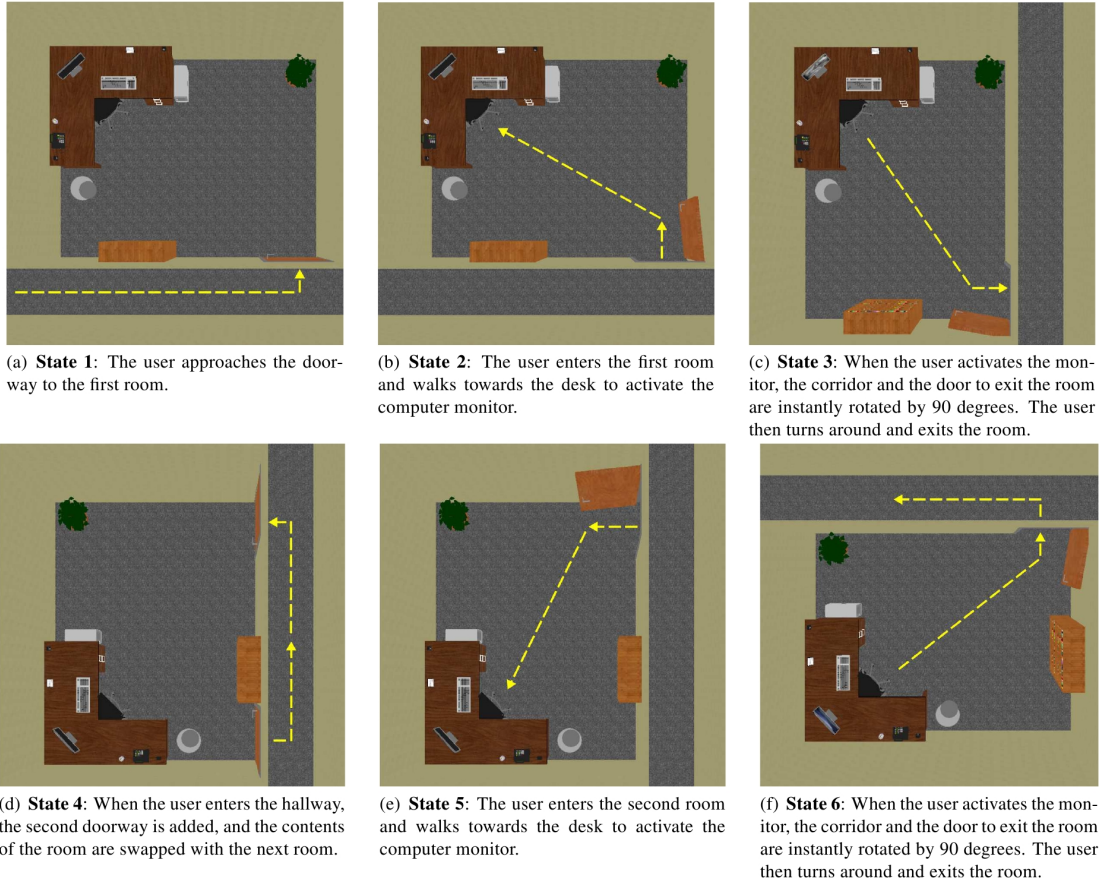 (a) State 1: The user approaches the door-
way to the first room.
(b) State 2: The user enters the first room
and walks towards the desk to activate the
computer monitor.
(c) State 3: When the user activates the mon-
itor, the corridor and the door to exit the room
are instantly rotated by 90 degrees. The user
then turns around and exits the room.
(d) State 4: When the user enters the hallway,
the second doorway is added, and the contents
of the room are swapped with the next room.
(e) State 5: The user enters the second room
and walks towards the desk to activate the
computer monitor.
(f) State 6: When the user activates the mon-
itor, the corridor and the door to exit the room
are instantly rotated by 90 degrees. The user
then turns around and exits the room.